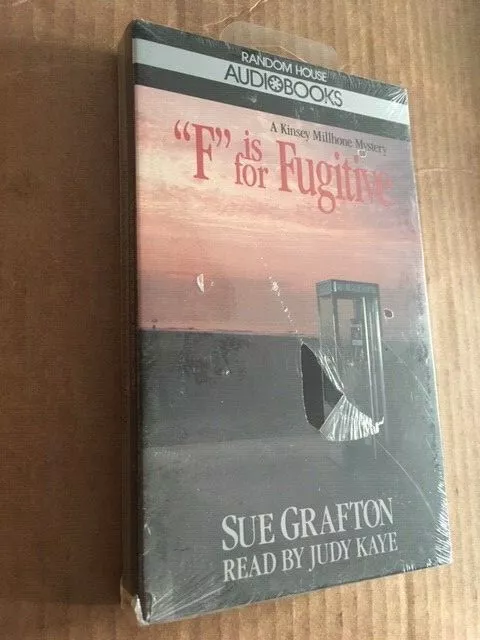 RANDOM HOUSE
AUDIOBOOKS
A Kinsey Millhone Mystery
"F" is for Fugitive
SUE GRAFTON
READ BY JUDY KAYE